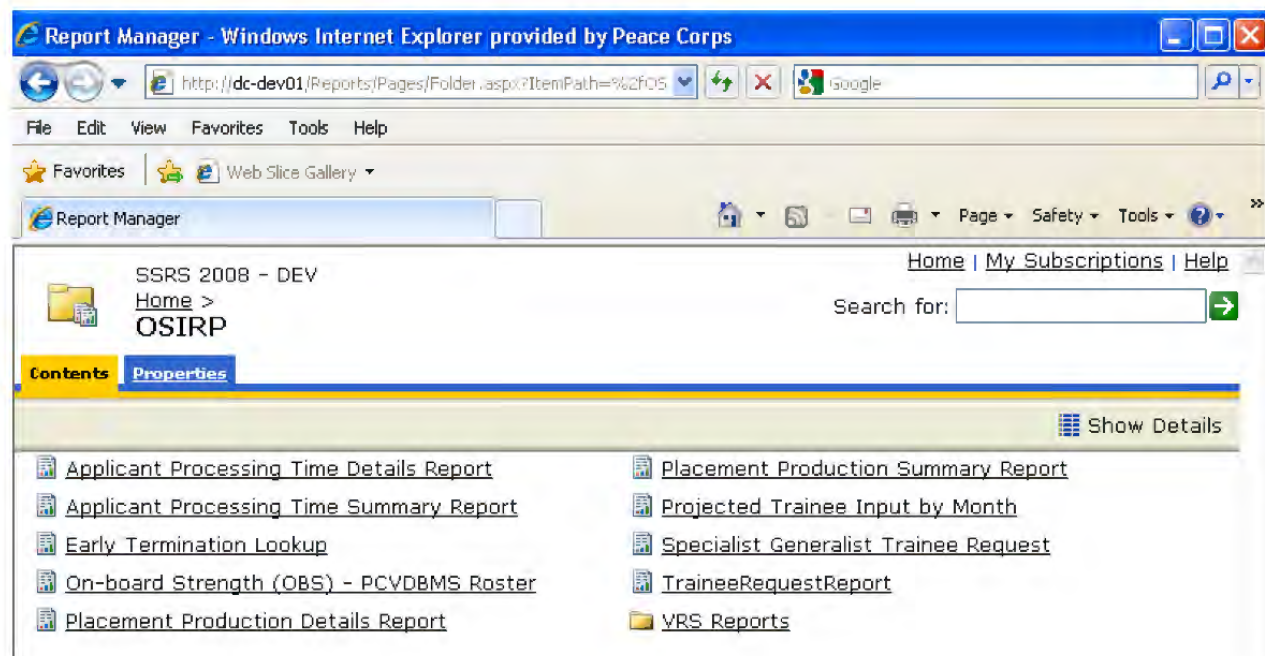 Report Manager - Windows Internet Explorer provided by Peace Corps
http://dc-dev01/Reports/Pages/Folder.aspx?ItemPath=%2fOS
Google
File Edit View Favorites Tools Help
Favorites Web Slice Gallery
Report Manager
Page Safety Tools
Home | My Subscriptions | Help
SSRS 2008 - DEV
Home >
OSIRP
Search for:
Contents Properties
Show Details
Applicant Processing Time Details Report
Applicant Processing Time Summary Report
Early Termination Lookup
On-board Strength (OBS) - PCVDBMS Roster
Placement Production Details Report
Placement Production Summary Report
Projected Trainee Input by Month
Specialist Generalist Trainee Request
TraineeRequestReport
VRS Reports